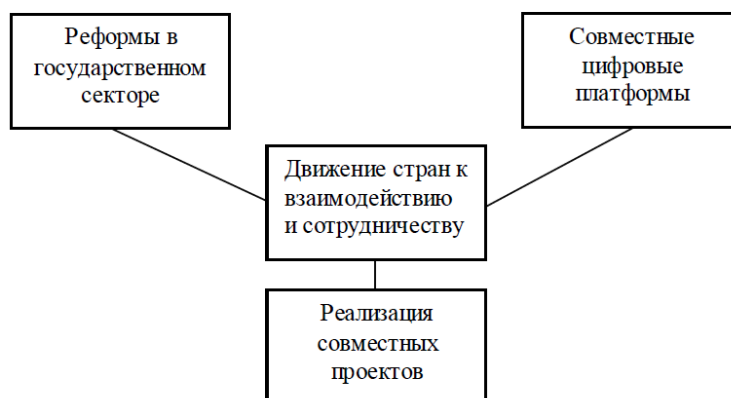 Реформы в
государственном
секторе
Совместные
цифровые
платформы
Движение стран к
взаимодействию
и сотрудничеству
Реализация
совместных
проектов